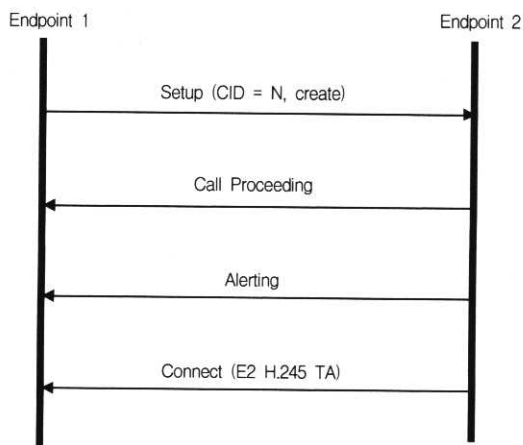 Endpoint 1
Endpoint 2
Setup (CID = N, create)
Call Proceeding
Alerting
Connect (E2 H.245 TA)